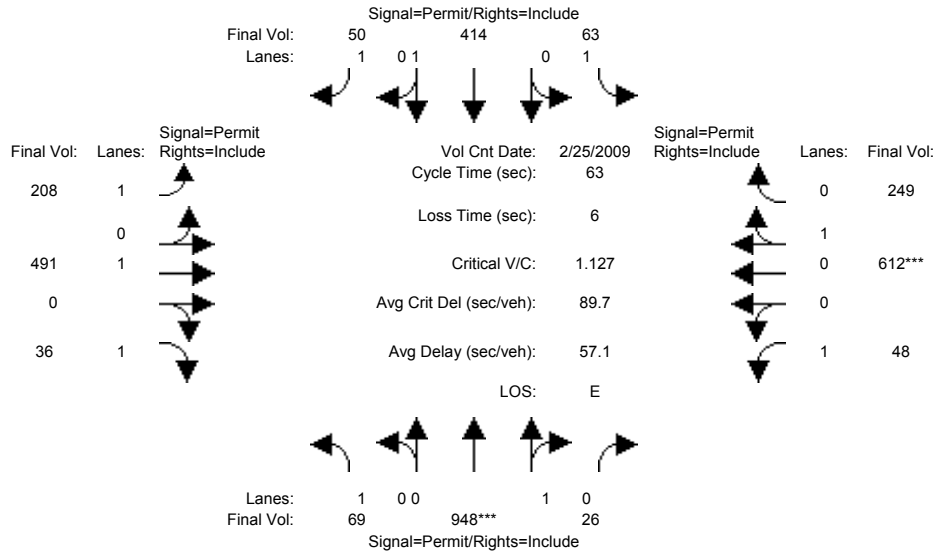 Signal=Permit/Rights=Include
Final Vol: 50 414 63
Lanes: 1 0 1 0 1
Signal=Permit Signal=Permit
Final Vol: Lanes: Rights=Include Vol Cnt Date: 2/25/2009 Rights=Include Lanes: Final Vol:
Cycle Time (sec): 63
208 1 0 249
Loss Time (sec): 6
0 1
491 1 Critical V/C: 1.127 0 612***
0 0 Avg Crit Del (sec/veh): 89.7 0
36 1 Avg Delay (sec/veh): 57.1 1 48
LOS: E
Lanes: 1 0 0 1 0
Final Vol: 69 948*** 26
Signal=Permit/Rights=Include